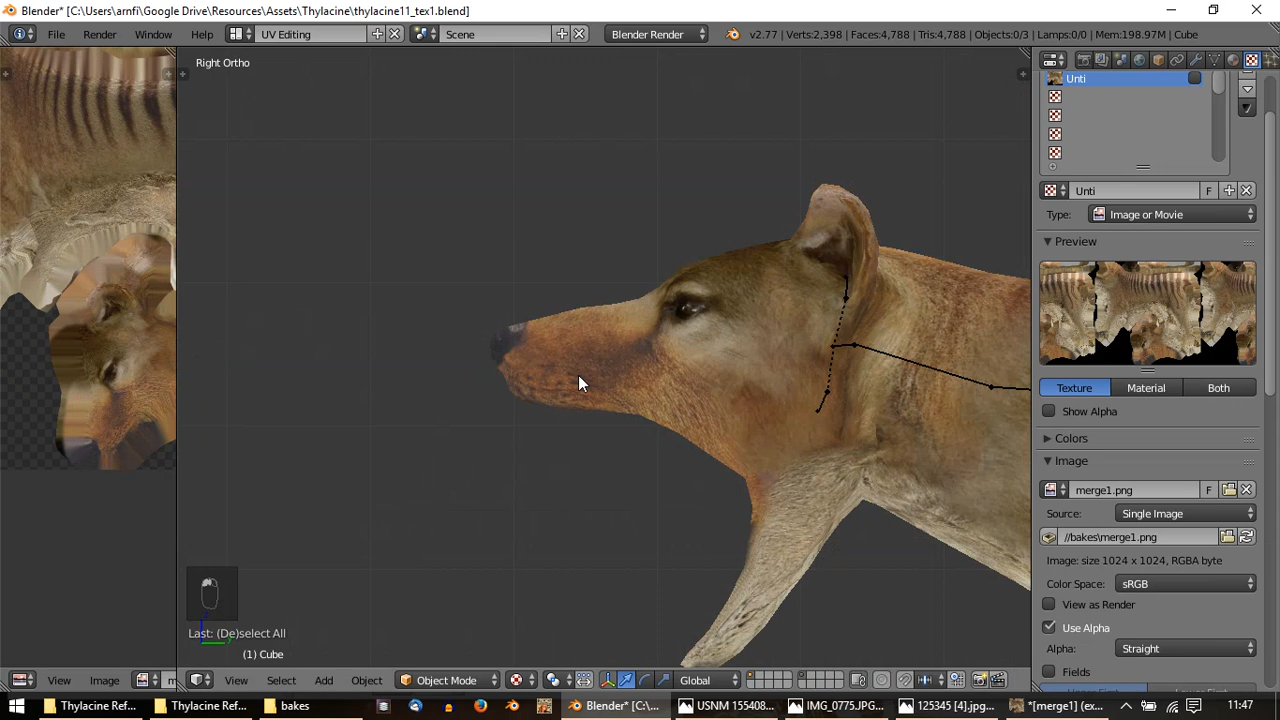 Blender* [C:\Users\arnfi\Google Drive\Resources\Assets\Thylacine\thylacine11_tex1.blend]
File Render Window Help UV Editing Scene Blender Render v2.77 | Verts:2,398 | Faces:4,788 | Tris:4,788 | Objects:0/3 | Lamps:0/0 | Mem:198.97M | Cube
Right Ortho
Unti
Unti F
Type: Image or Movie
Preview
Texture Material Both
Show Alpha
Colors
Image
merge1.png F
Source: Single Image
//bakes\merge1.png
Image: size 1024 x 1024, RGBA byte
Color Space: sRGB
View as Render
Use Alpha
Alpha: Straight
Fields
Last: (De)select All
(1) Cube
View Image m View Select Add Object Object Mode Global
Thylacine Ref... Thylacine Ref... bakes Blender* [C:\... USNM 155408... IMG_0775.JPG... 125345 [4].jpg... *[merge1] (ex... 11:47